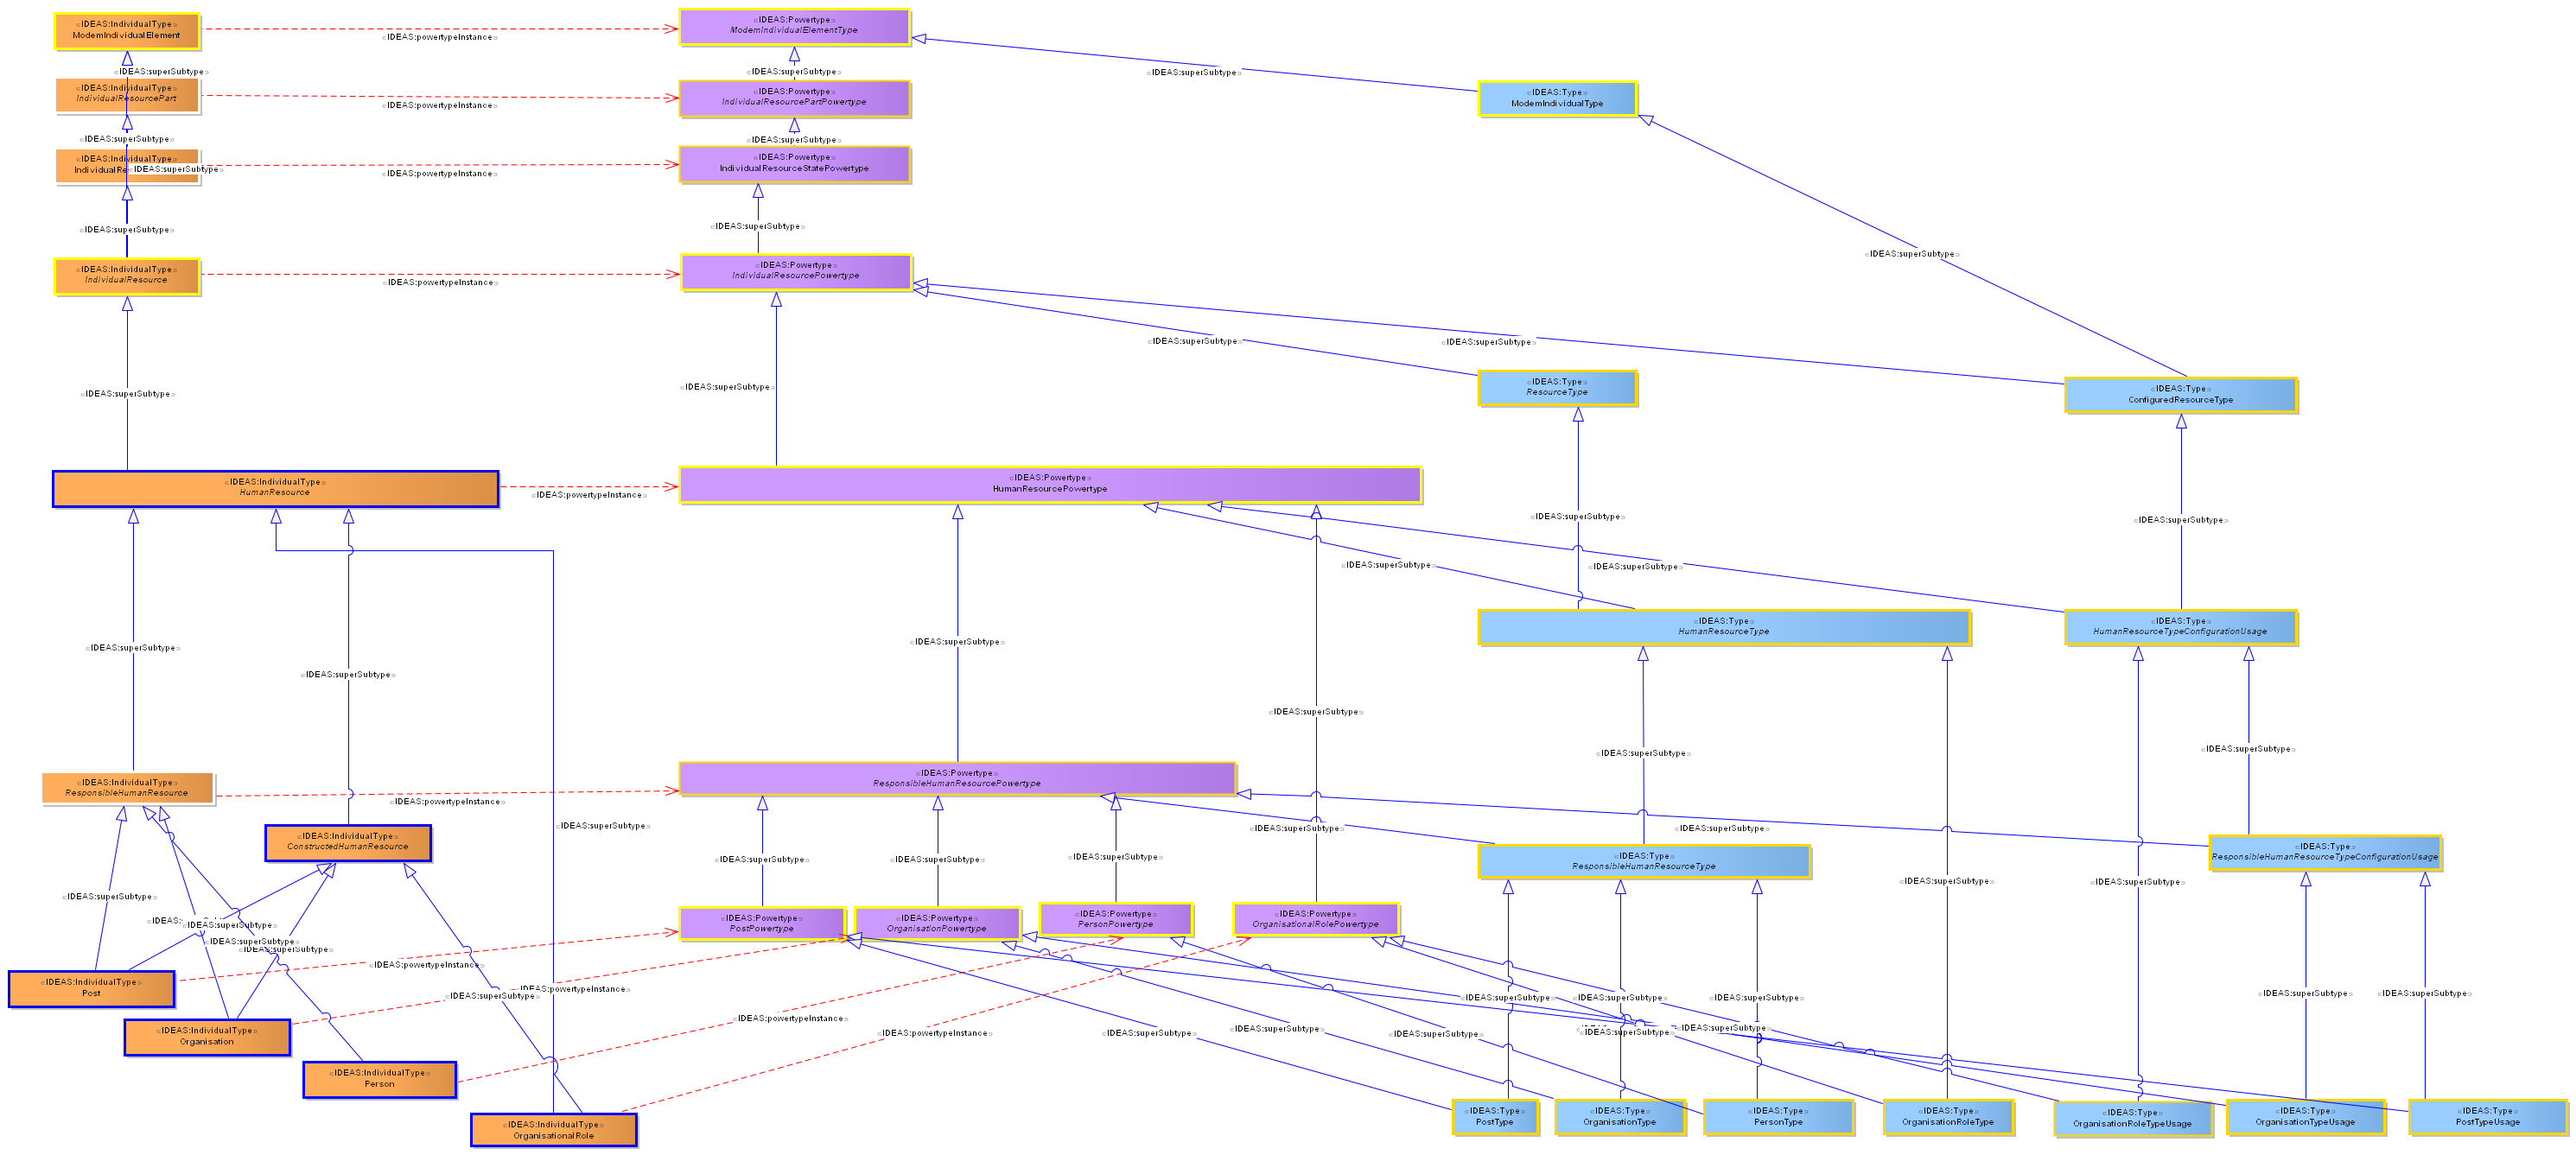 «IDEAS:IndividualType»
ModemIndividualElement
«IDEAS:powertypeInstance»
«IDEAS:Powertype»
ModemIndividualElementType
«IDEAS:superSubtype»
«IDEAS:superSubtype»
«IDEAS:superSubtype»
«IDEAS:IndividualType»
IndividualResourcePart
«IDEAS:powertypeInstance»
«IDEAS:Powertype»
IndividualResourcePartPowertype
«IDEAS:Type»
ModemIndividualType
«IDEAS:superSubtype»
«IDEAS:superSubtype»
«IDEAS:IndividualType»
«IDEAS:superSubtype»
«IDEAS:powertypeInstance»
«IDEAS:Powertype»
IndividualResourceStatePowertype
«IDEAS:superSubtype»
«IDEAS:superSubtype»
«IDEAS:superSubtype»
«IDEAS:IndividualType»
IndividualResource
«IDEAS:powertypeInstance»
«IDEAS:Powertype»
IndividualResourcePowertype
«IDEAS:superSubtype»
«IDEAS:superSubtype»
«IDEAS:superSubtype»
«IDEAS:superSubtype»
«IDEAS:Type»
ResourceType
«IDEAS:Type»
ConfiguredResourceType
«IDEAS:IndividualType»
HumanResource
«IDEAS:powertypeInstance»
«IDEAS:Powertype»
HumanResourcePowertype
«IDEAS:superSubtype»
«IDEAS:superSubtype»
«IDEAS:superSubtype»
«IDEAS:superSubtype»
«IDEAS:Type»
HumanResourceType
«IDEAS:Type»
HumanResourceTypeConfigurationUsage
«IDEAS:superSubtype»
«IDEAS:superSubtype»
«IDEAS:superSubtype»
«IDEAS:superSubtype»
«IDEAS:superSubtype»
«IDEAS:superSubtype»
«IDEAS:IndividualType»
ResponsibleHumanResource
«IDEAS:powertypeInstance»
«IDEAS:Powertype»
ResponsibleHumanResourcePowertype
«IDEAS:superSubtype»
«IDEAS:superSubtype»
«IDEAS:superSubtype»
«IDEAS:IndividualType»
ConstructedHumanResource
«IDEAS:superSubtype»
«IDEAS:superSubtype»
«IDEAS:superSubtype»
«IDEAS:Type»
ResponsibleHumanResourceType
«IDEAS:Type»
ResponsibleHumanResourceTypeConfigurationUsage
«IDEAS:superSubtype»
«IDEAS:superSubtype»
«IDEAS:superSubtype»
«IDEAS:superSubtype»
«IDEAS:superSubtype»
«IDEAS:superSubtype»
«IDEAS:Powertype»
PostPowertype
«IDEAS:Powertype»
OrganisationPowertype
«IDEAS:Powertype»
PersonPowertype
«IDEAS:Powertype»
OrganisationalRolePowertype
«IDEAS:powertypeInstance»
«IDEAS:IndividualType»
Post
«IDEAS:superSubtype»
«IDEAS:powertypeInstance»
«IDEAS:superSubtype»
«IDEAS:superSubtype»
«IDEAS:superSubtype»
«IDEAS:superSubtype»
«IDEAS:superSubtype»
«IDEAS:IndividualType»
Organisation
«IDEAS:powertypeInstance»
«IDEAS:powertypeInstance»
«IDEAS:superSubtype»
«IDEAS:superSubtype»
«IDEAS:superSubtype»
«IDEAS:superSubtype»
«IDEAS:superSubtype»
«IDEAS:IndividualType»
Person
«IDEAS:IndividualType»
OrganisationalRole
«IDEAS:Type»
PostType
«IDEAS:Type»
OrganisationType
«IDEAS:Type»
PersonType
«IDEAS:Type»
OrganisationRoleType
«IDEAS:Type»
OrganisationRoleTypeUsage
«IDEAS:Type»
OrganisationTypeUsage
«IDEAS:Type»
PostTypeUsage